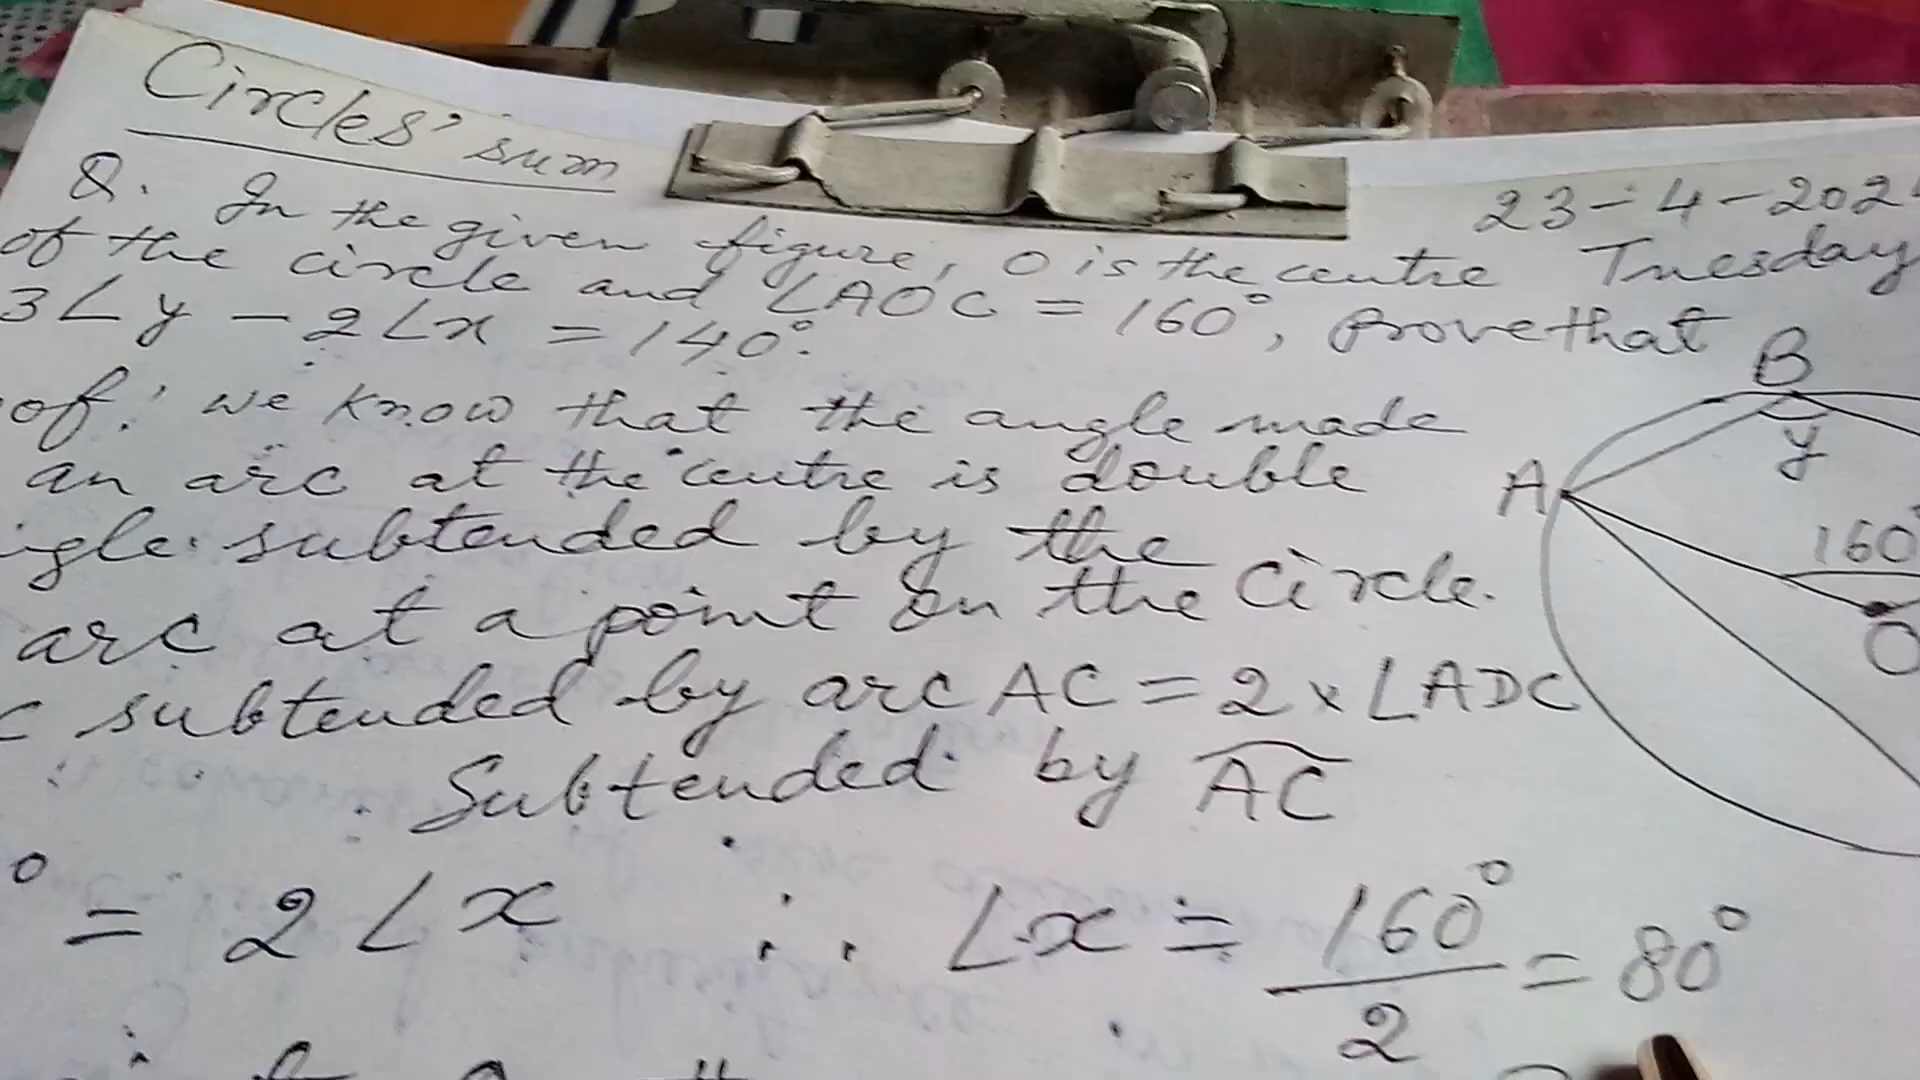 Circles' sum
23-4-202
Tuesday
Q. In the given figure, O is the centre
of the circle and ∠AOC = 160°, prove that
3∠y - 2∠x = 140°.
of: we know that the angle made
an arc at the centre is double
subtended by the
arc at a point on the circle.
subtended by arc AC = 2 x ∠ADC
Subtended by AC
° = 2∠x ∴ ∠x = 160°/2 = 80°
B
y
A
160°
O